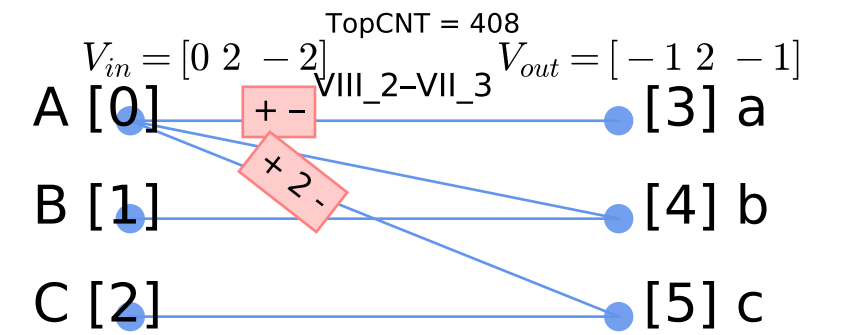 TopCNT = 408
V_in = [0 2 − 2]
V_out = [− 1 2 − 1]
VIII_2–VII_3
A [0]
+ −
[3] a
+ 2 -
B [1]
[4] b
C [2]
[5] c